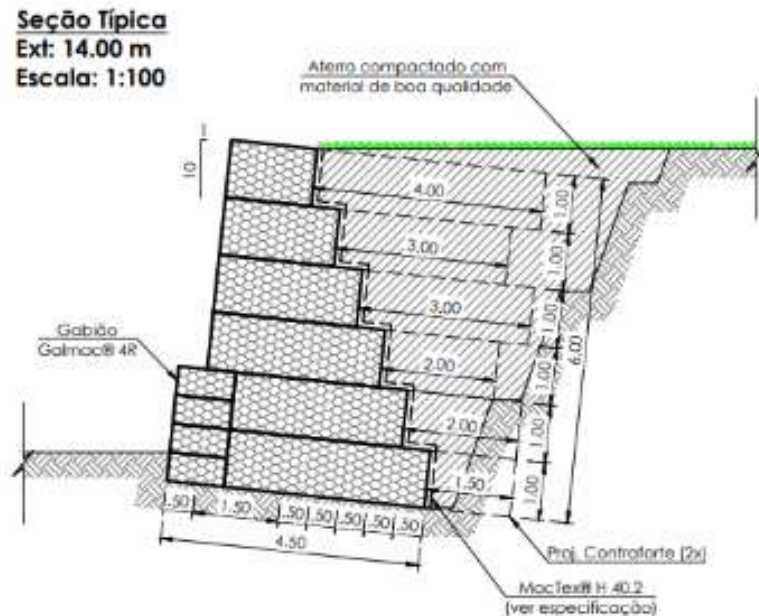 Seção Típica
Ext: 14.00 m
Escala: 1:100
Aterro compactado com
material de boa qualidade
1
10
4.00
1.00
3.00
1.00
3.00
1.00
6.00
Gabião
Galmac® 4R
2.00
1.00
2.00
1.00
1.50
1.00
.50
1.50
.50
.50
.50
.50
.50
4.50
Proj. Contraforte (2x)
MacTex® H 40.2
(ver especificação)